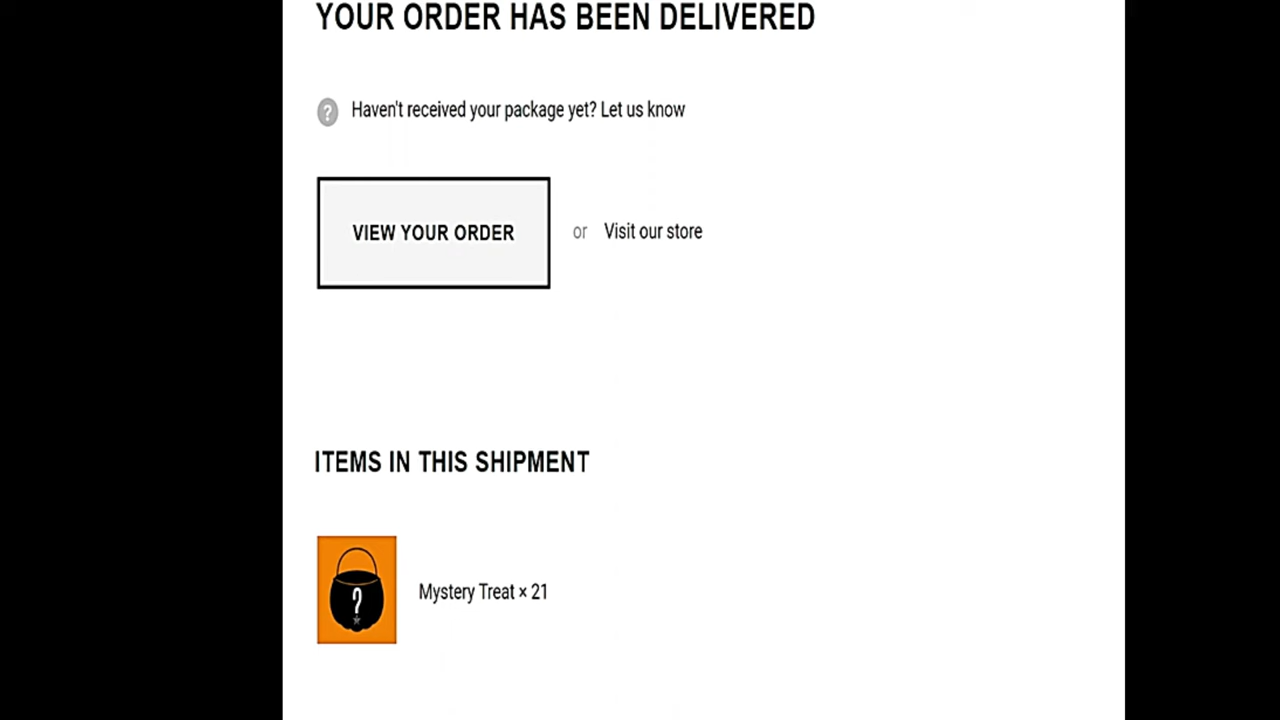 YOUR ORDER HAS BEEN DELIVERED
? Haven't received your package yet? Let us know
VIEW YOUR ORDER or Visit our store
ITEMS IN THIS SHIPMENT
?
Mystery Treat × 21